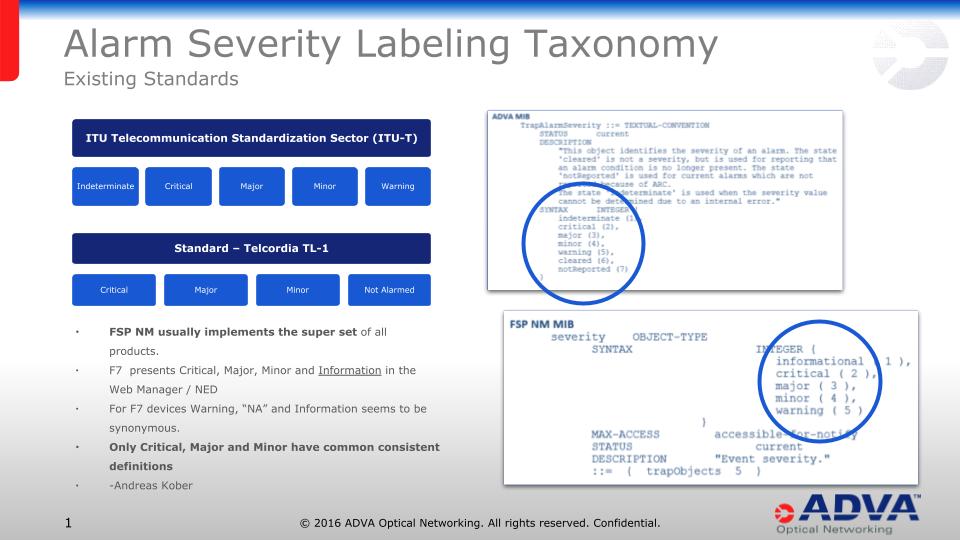 Alarm Severity Labeling Taxonomy
Existing Standards
ITU Telecommunication Standardization Sector (ITU-T)
Indeterminate Critical Major Minor Warning
Standard – Telcordia TL-1
Critical Major Minor Not Alarmed
· FSP NM usually implements the super set of all
products.
· F7 presents Critical, Major, Minor and Information in the
Web Manager / NED
· For F7 devices Warning, “NA” and Information seems to be
synonymous.
· Only Critical, Major and Minor have common consistent
definitions
· -Andreas Kober
ADVA MIB
TrapAlarmSeverity ::= TEXTUAL-CONVENTION
STATUS current
DESCRIPTION
"This object identifies the severity of an alarm. The state
'cleared' is not a severity, but is used for reporting that
an alarm condition is no longer present. The state
'notReported' is used for current alarms which are not
because of ARC.
The state 'indeterminate' is used when the severity value
cannot be determined due to an internal error."
SYNTAX INTEGER {
indeterminate (1),
critical (2),
major (3),
minor (4),
warning (5),
cleared (6),
notReported (7)
}
FSP NM MIB
severity OBJECT-TYPE
SYNTAX INTEGER {
informational ( 1 ),
critical ( 2 ),
major ( 3 ),
minor ( 4 ),
warning ( 5 )
}
MAX-ACCESS accessible-for-notify
STATUS current
DESCRIPTION "Event severity."
::= { trapObjects 5 }
1
© 2016 ADVA Optical Networking. All rights reserved. Confidential.
ADVA™
Optical Networking